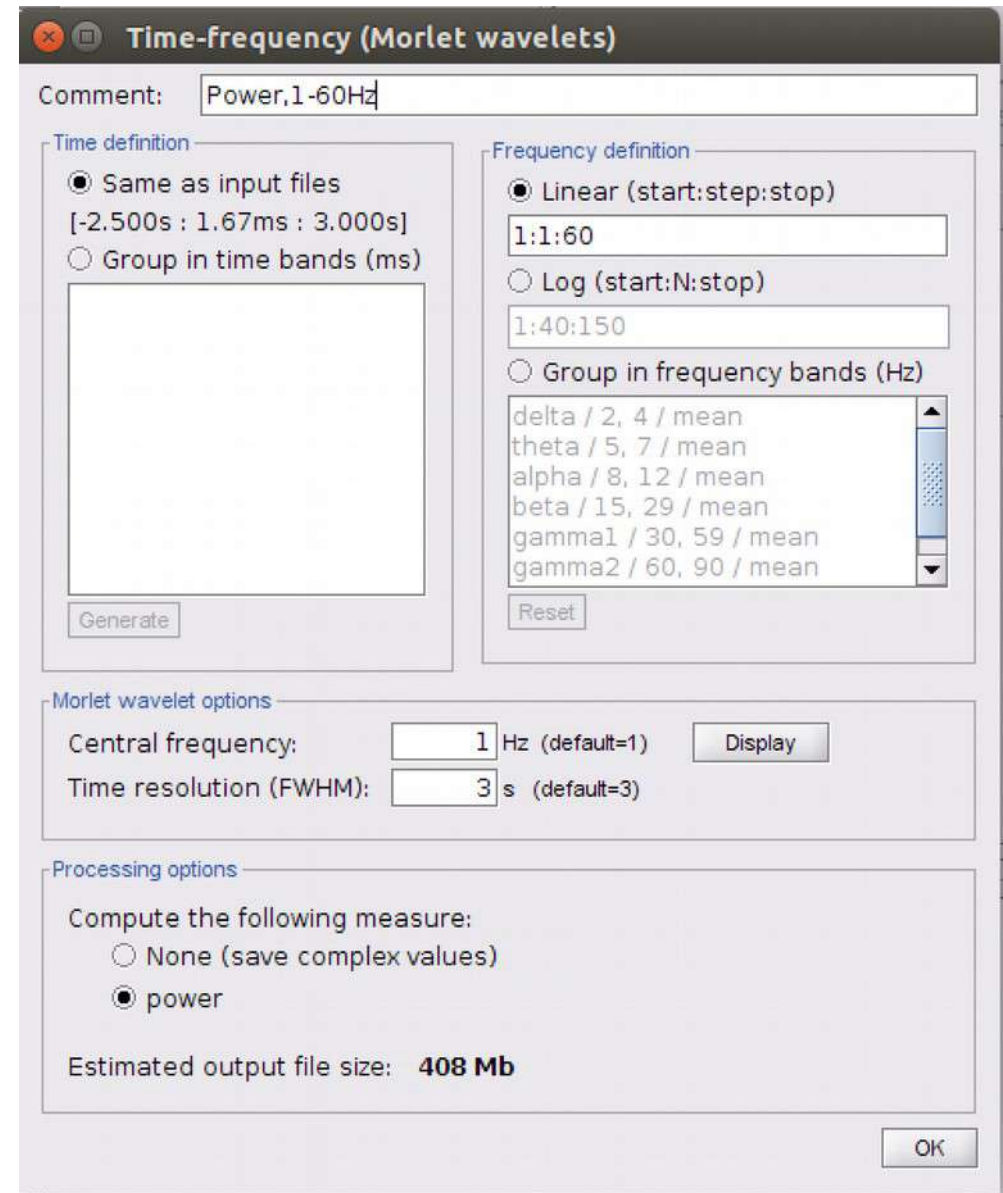 Time-frequency (Morlet wavelets)
Comment: Power,1-60Hz
Time definition
Same as input files
[-2.500s : 1.67ms : 3.000s]
Group in time bands (ms)
Generate
Frequency definition
Linear (start:step:stop)
1:1:60
Log (start:N:stop)
1:40:150
Group in frequency bands (Hz)
delta / 2, 4 / mean
theta / 5, 7 / mean
alpha / 8, 12 / mean
beta / 15, 29 / mean
gamma1 / 30, 59 / mean
gamma2 / 60, 90 / mean
Reset
Morlet wavelet options
Central frequency: 1 Hz (default=1) Display
Time resolution (FWHM): 3 s (default=3)
Processing options
Compute the following measure:
None (save complex values)
power
Estimated output file size: 408 Mb
OK